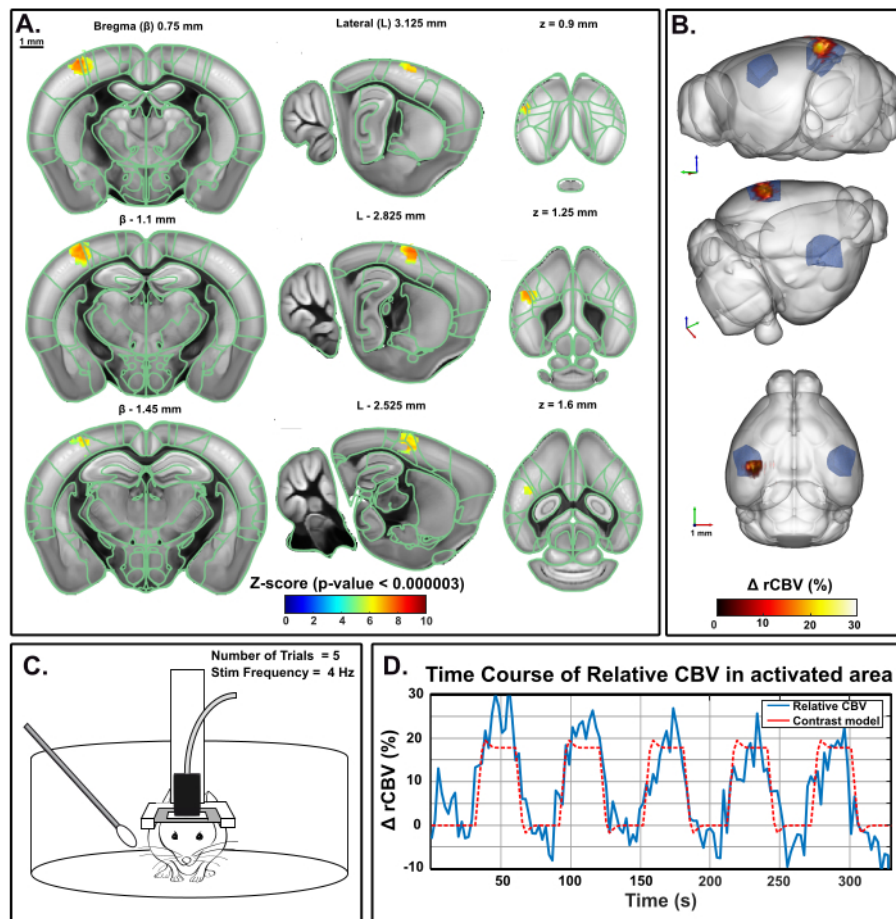 A.
Bregma (β) 0.75 mm
Lateral (L) 3.125 mm
z = 0.9 mm
1 mm
β - 1.1 mm
L - 2.825 mm
z = 1.25 mm
β - 1.45 mm
L - 2.525 mm
z = 1.6 mm
Z-score (p-value < 0.000003)
0 2 4 6 8 10
B.
1 mm
Δ rCBV (%)
0 10 20 30
C.
Number of Trials = 5
Stim Frequency = 4 Hz
D.
Time Course of Relative CBV in activated area
Relative CBV
Contrast model
Δ rCBV (%)
30
20
10
0
-10
50 100 150 200 250 300
Time (s)